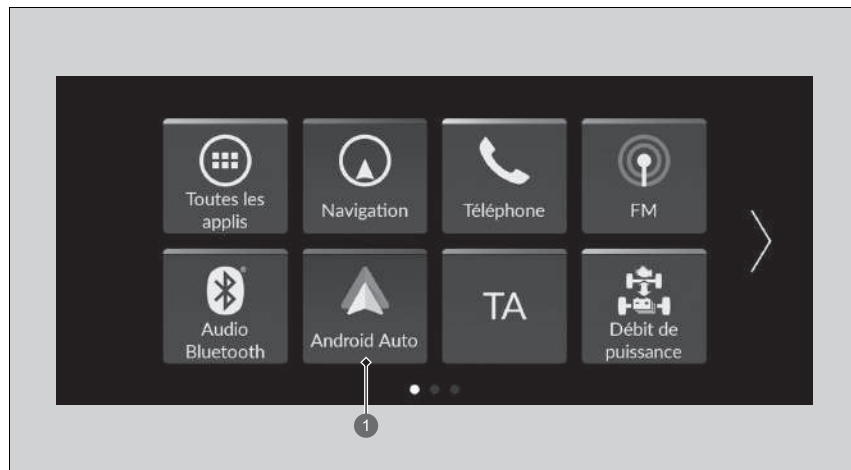 Toutes les
applis
Navigation
Téléphone
FM
Audio
Bluetooth
Android Auto
TA
Débit de
puissance
1